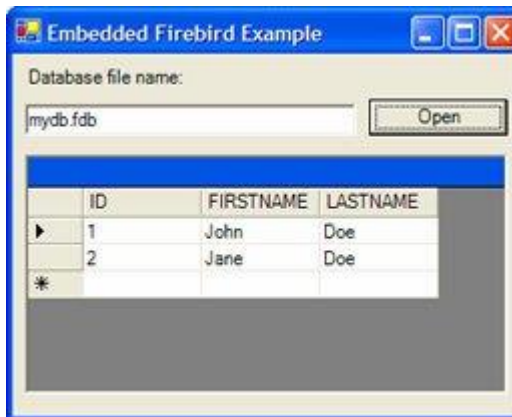 Embedded Firebird Example
Database file name:
mydb.fdb
Open
ID FIRSTNAME LASTNAME
1 John Doe
2 Jane Doe